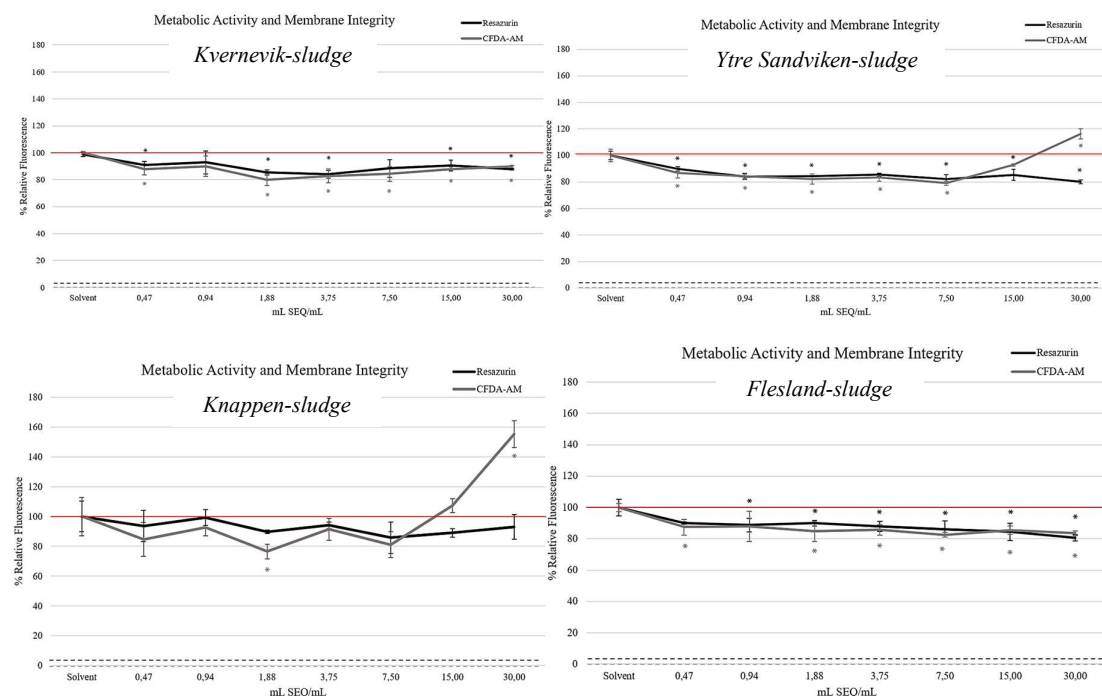 Metabolic Activity and Membrane Integrity
Resazurin
CFDA-AM
Kvernevik-sludge
% Relative Fluorescence
180
160
140
120
100
80
60
40
20
0
* * * * *
* * * * * *
Solvent 0,47 0,94 1,88 3,75 7,50 15,00 30,00
mL SEQ/mL
Metabolic Activity and Membrane Integrity
Resazurin
CFDA-AM
Ytre Sandviken-sludge
% Relative Fluorescence
180
160
140
120
100
80
60
40
20
0
* * * * * * *
* * * * * *
Solvent 0,47 0,94 1,88 3,75 7,50 15,00 30,00
mL SEQ/mL
Metabolic Activity and Membrane Integrity
Resazurin
CFDA-AM
Knappen-sludge
% Relative Fluorescence
180
160
140
120
100
80
60
40
20
0
* *
Solvent 0,47 0,94 1,88 3,75 7,50 15,00 30,00
mL SEQ/mL
Metabolic Activity and Membrane Integrity
Resazurin
CFDA-AM
Flesland-sludge
% Relative Fluorescence
180
160
140
120
100
80
60
40
20
0
* * * * * *
* * * * * *
Solvent 0,47 0,94 1,88 3,75 7,50 15,00 30,00
mL SEQ/mL